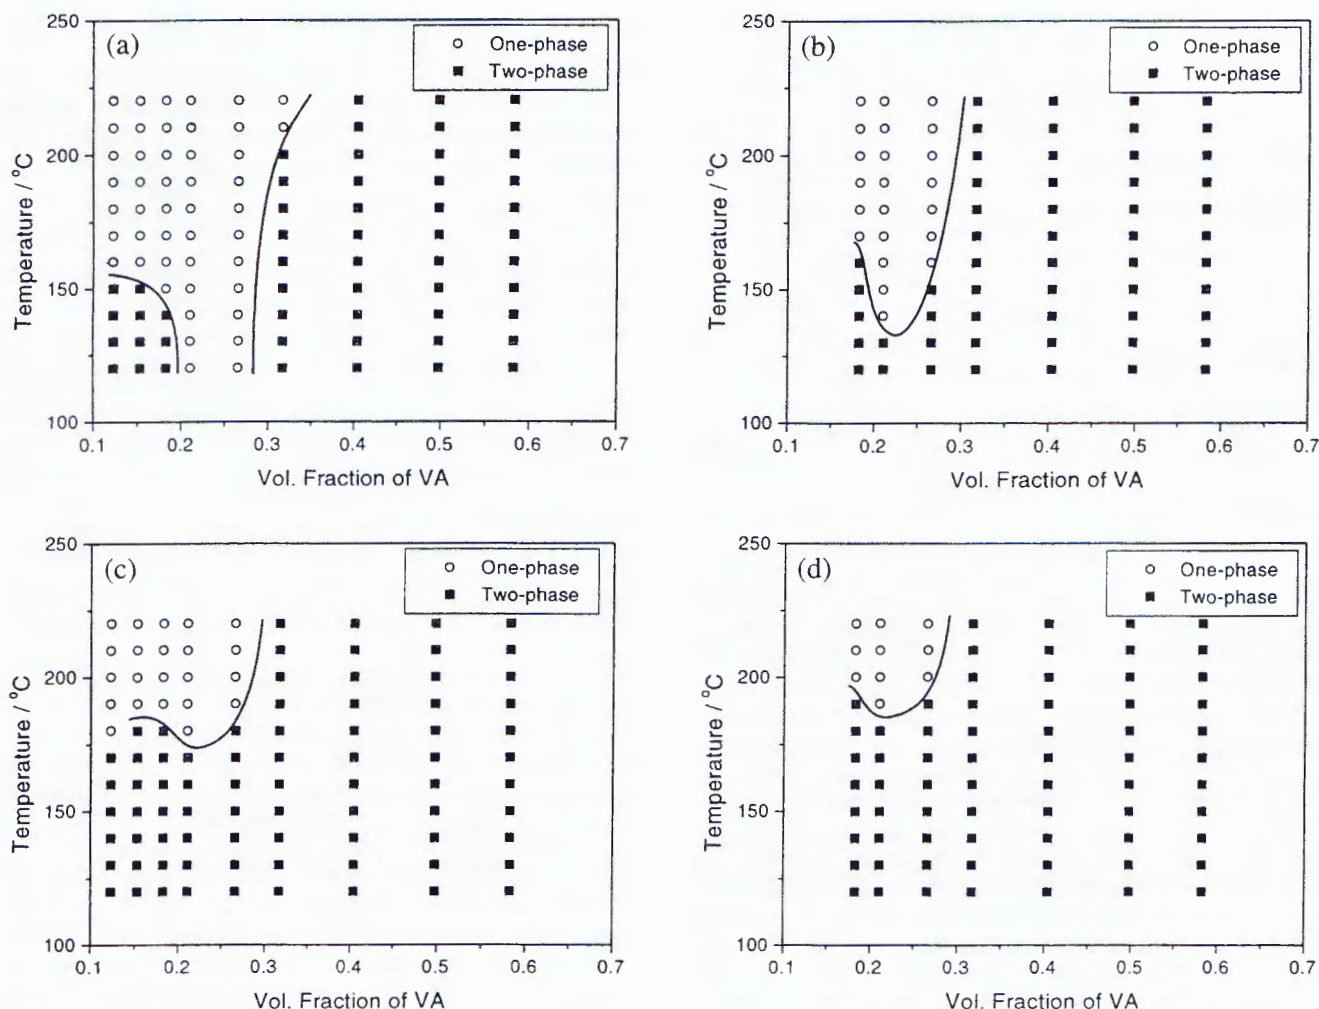 (a)
One-phase
Two-phase
250
200
150
100
Temperature / °C
0.1 0.2 0.3 0.4 0.5 0.6 0.7
Vol. Fraction of VA
(b)
One-phase
Two-phase
250
200
150
100
Temperature / °C
0.1 0.2 0.3 0.4 0.5 0.6 0.7
Vol. Fraction of VA
(c)
One-phase
Two-phase
250
200
150
100
Temperature / °C
0.1 0.2 0.3 0.4 0.5 0.6 0.7
Vol. Fraction of VA
(d)
One-phase
Two-phase
250
200
150
100
Temperature / °C
0.1 0.2 0.3 0.4 0.5 0.6 0.7
Vol. Fraction of VA